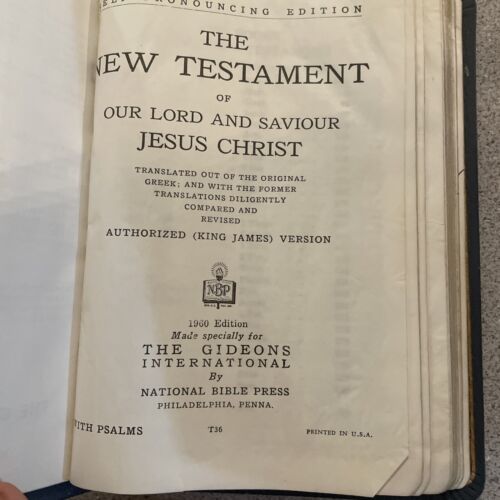 PRONOUNCING EDITION
THE
NEW TESTAMENT
OF
OUR LORD AND SAVIOUR
JESUS CHRIST
TRANSLATED OUT OF THE ORIGINAL
GREEK; AND WITH THE FORMER
TRANSLATIONS DILIGENTLY
COMPARED AND
REVISED
AUTHORIZED (KING JAMES) VERSION
NBP
1960 Edition
Made specially for
THE GIDEONS
INTERNATIONAL
By
NATIONAL BIBLE PRESS
PHILADELPHIA, PENNA.
WITH PSALMS T36 PRINTED IN U.S.A.